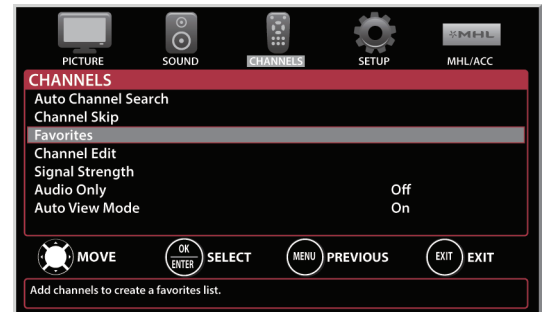 MHL
PICTURE SOUND CHANNELS SETUP MHL/ACC
CHANNELS
Auto Channel Search
Channel Skip
Favorites
Channel Edit
Signal Strength
Audio Only Off
Auto View Mode On
MOVE OK ENTER SELECT MENU PREVIOUS EXIT EXIT
Add channels to create a favorites list.